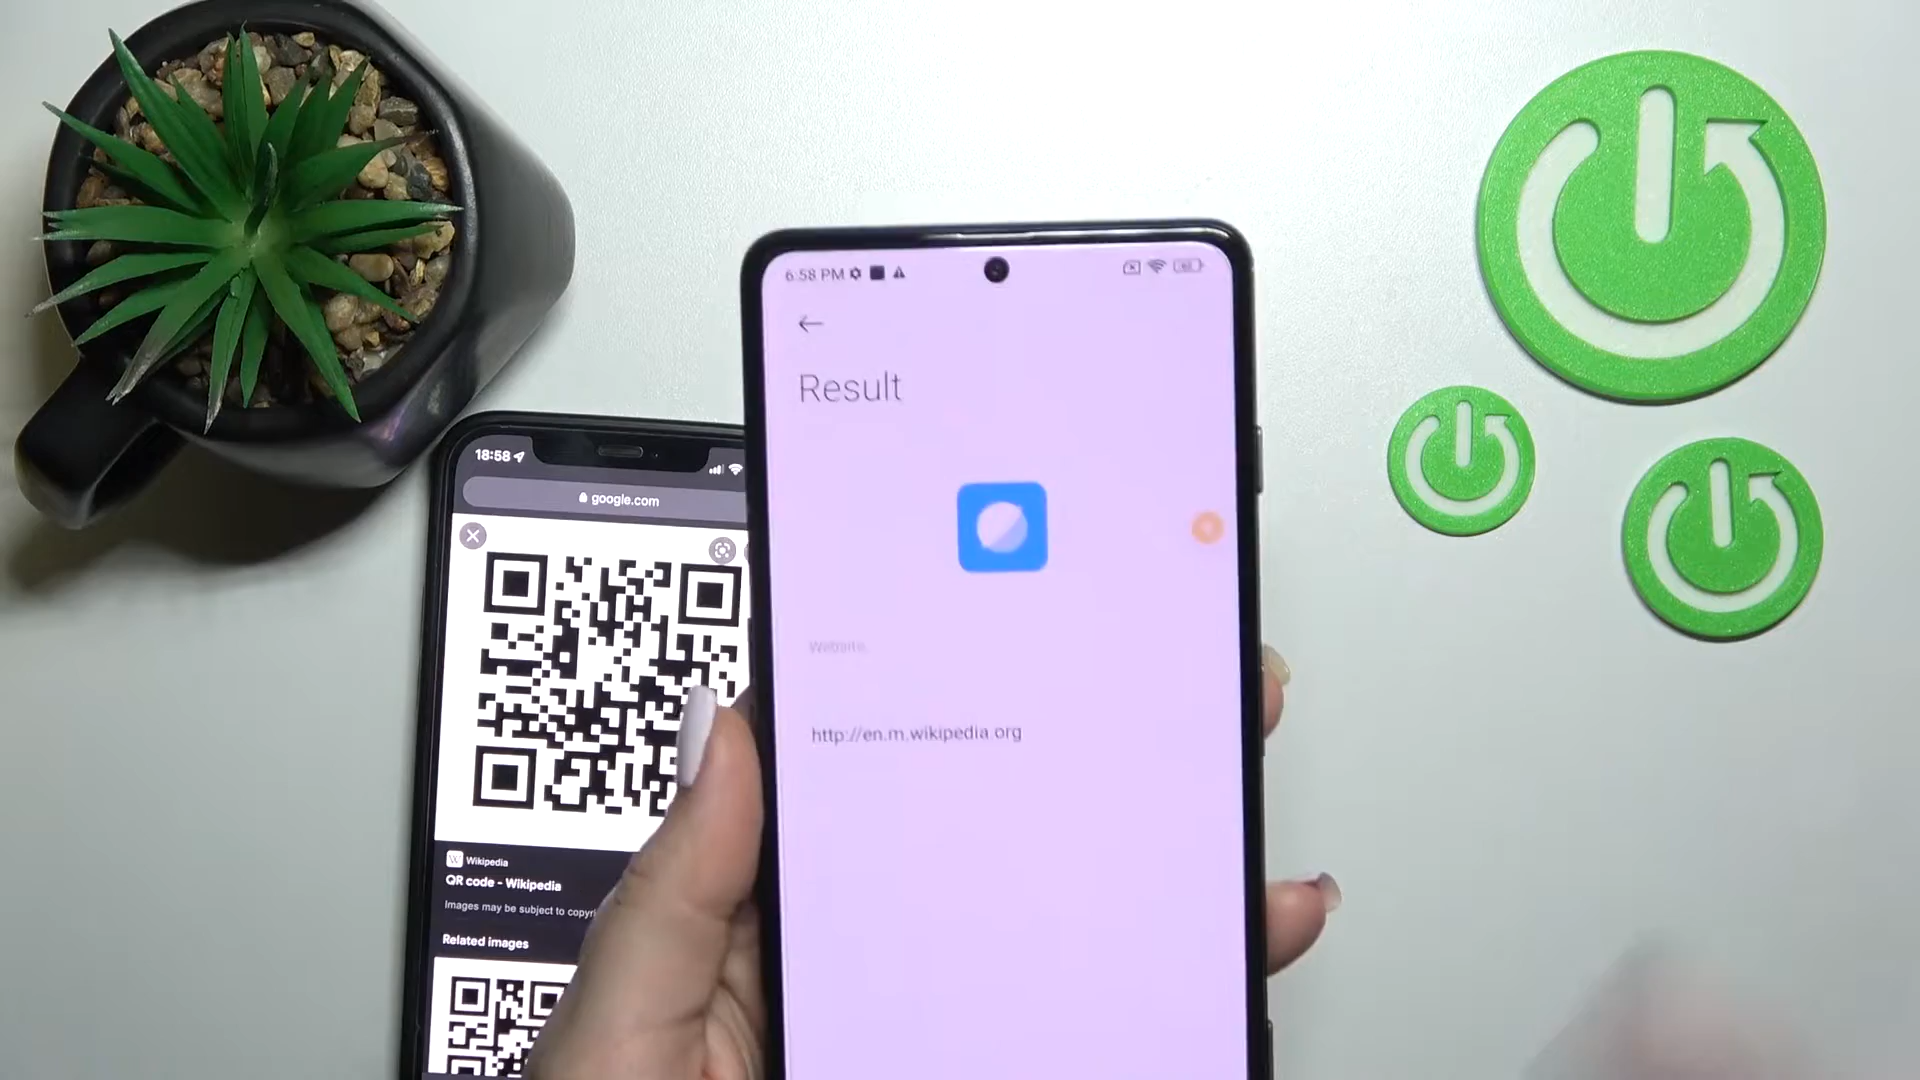 6:58 PM
Result
Website
http://en.m.wikipedia.org
18:58
google.com
W Wikipedia
QR code - Wikipedia
Images may be subject to copyri
Related images